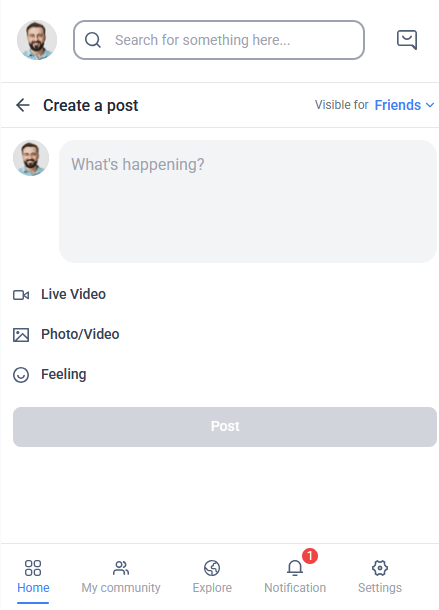 Search for something here...
Create a post
Visible for Friends
What's happening?
Live Video
Photo/Video
Feeling
Post
1
Home
My community
Explore
Notification
Settings